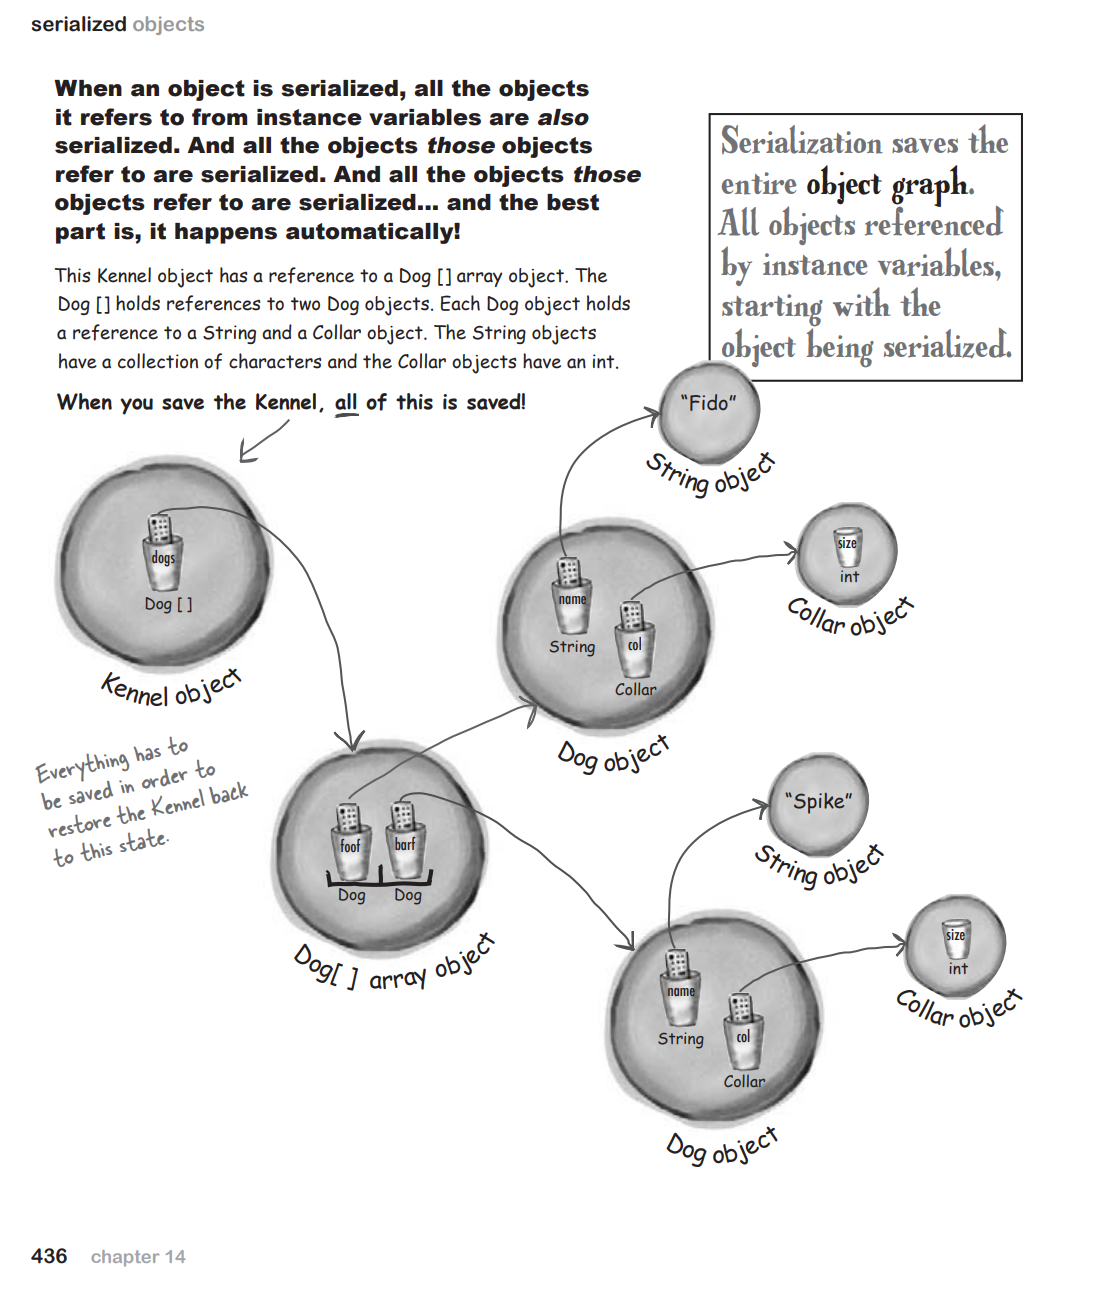 serialized objects
When an object is serialized, all the objects
it refers to from instance variables are also
serialized. And all the objects those objects
refer to are serialized. And all the objects those
objects refer to are serialized... and the best
part is, it happens automatically!
This Kennel object has a reference to a Dog [] array object. The
Dog [] holds references to two Dog objects. Each Dog object holds
a reference to a String and a Collar object. The String objects
have a collection of characters and the Collar objects have an int.
When you save the Kennel, all of this is saved!
Serialization saves the
entire object graph.
All objects referenced
by instance variables,
starting with the
object being serialized.
"Fido"
String object
size
int
Collar object
dogs
Dog [ ]
Kennel object
name
String
col
Collar
Dog object
Everything has to
be saved in order to
restore the Kennel back
to this state.
foof
barf
Dog
Dog
Dog[ ] array object
"Spike"
String object
size
int
Collar object
name
String
col
Collar
Dog object
436 chapter 14